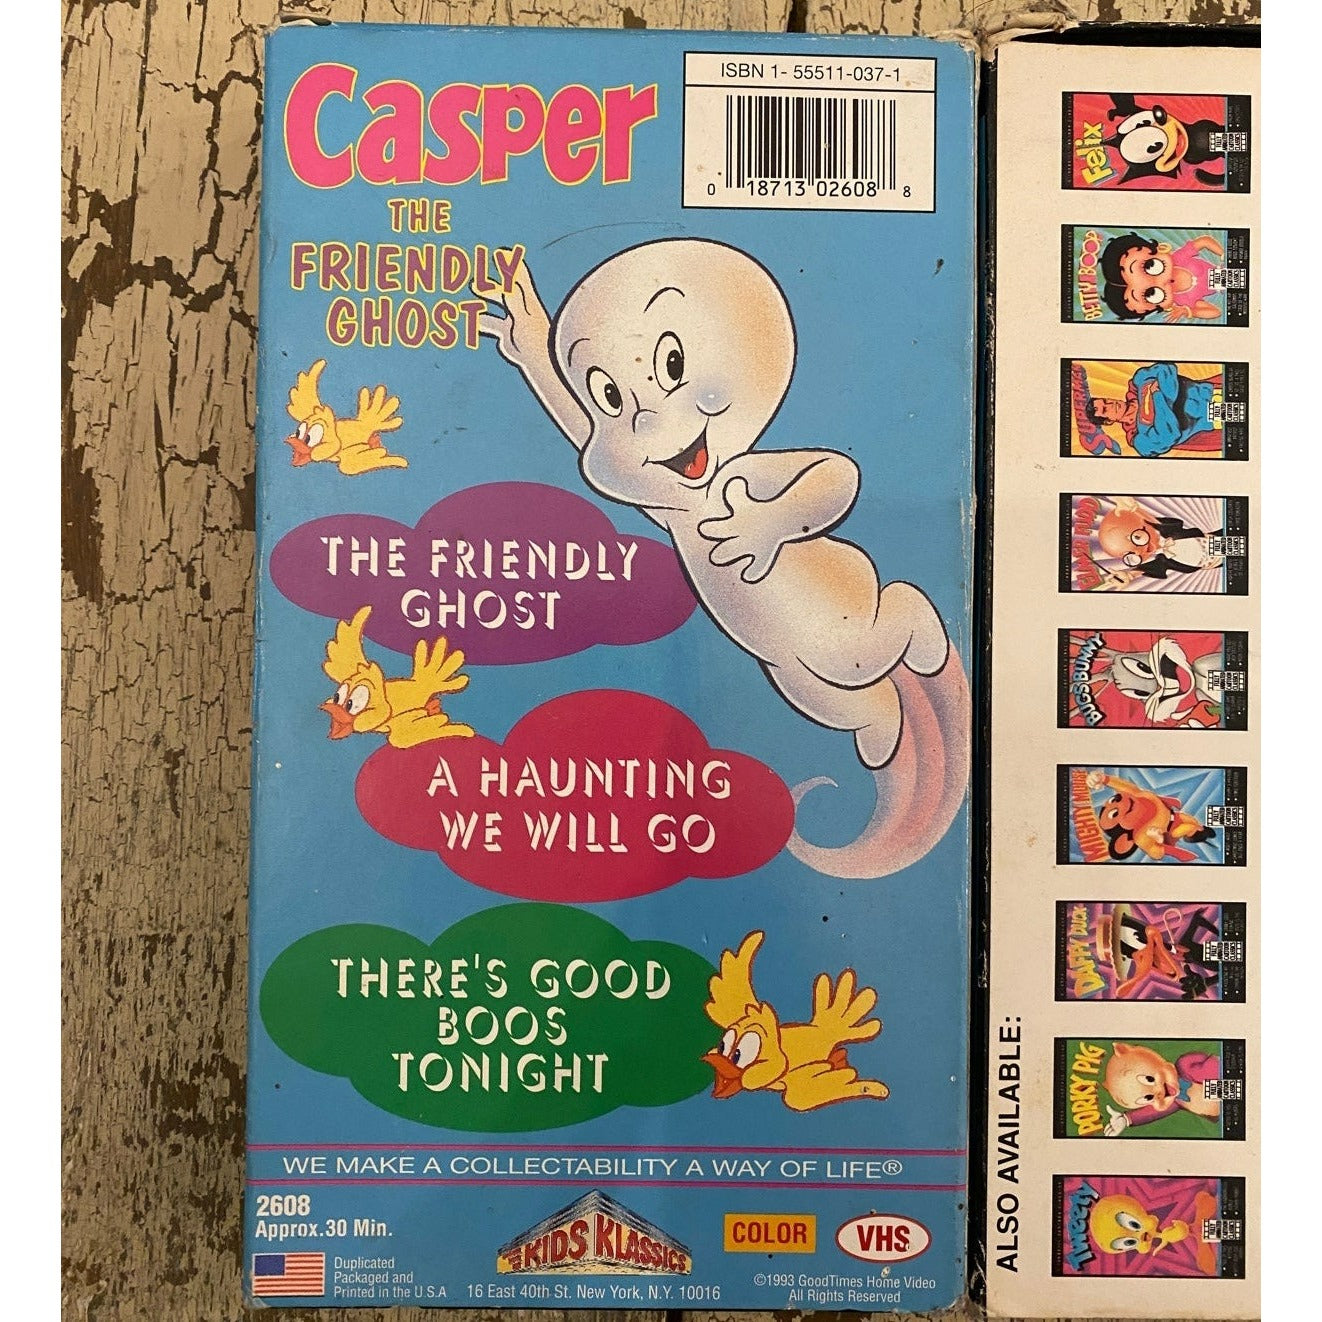 Casper
THE
FRIENDLY
GHOST
ISBN 1- 55511-037-1
0 18713 02608 8
THE FRIENDLY
GHOST
A HAUNTING
WE WILL GO
THERE'S GOOD
BOOS
TONIGHT
WE MAKE A COLLECTABILITY A WAY OF LIFE®
2608
Approx.30 Min.
Duplicated
Packaged and
Printed in the U.S.A
KIDS KLASSICS
16 East 40th St. New York, N.Y. 10016
COLOR
VHS
©1993 GoodTimes Home Video
All Rights Reserved
ALSO AVAILABLE:
Felix
BETTY BOOP
SUPERMAN
ELMER FUDD
BUGS BUNNY
MIGHTY MOUSE
DAFFY DUCK
PORKY PIG
Tweety